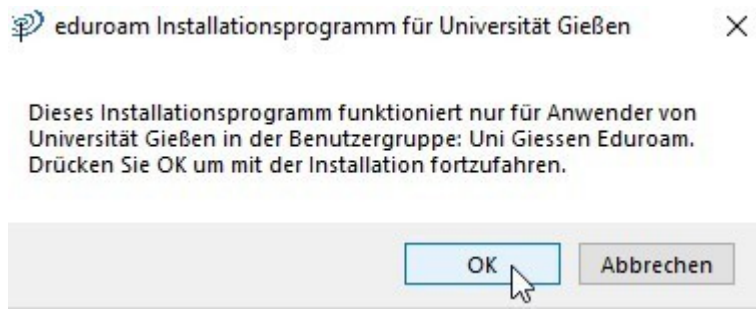 eduroam Installationsprogramm für Universität Gießen
Dieses Installationsprogramm funktioniert nur für Anwender von
Universität Gießen in der Benutzergruppe: Uni Giessen Eduroam.
Drücken Sie OK um mit der Installation fortzufahren.
OK Abbrechen